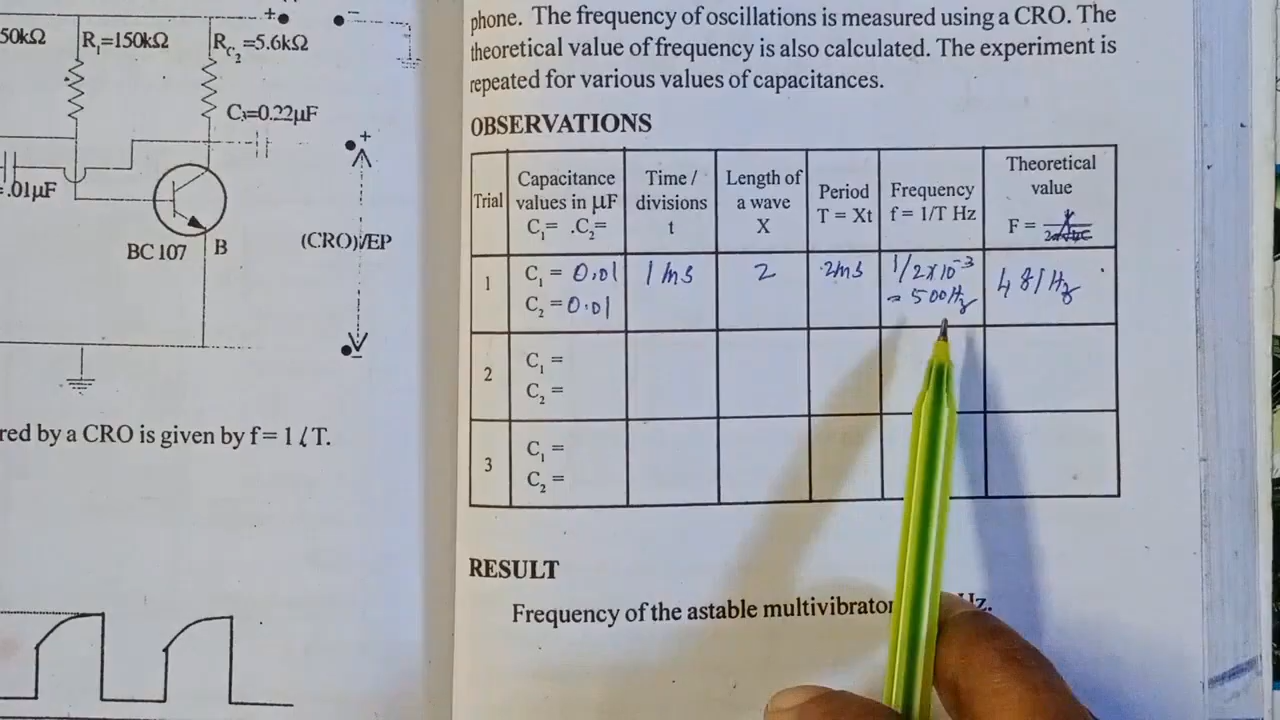 50kΩ
R₁=150kΩ
R_C₂=5.6kΩ
+
−
C₃=0.22μF
.01μF
BC 107
B
+
(CRO)VEP
−
red by a CRO is given by f= 1/T.
phone. The frequency of oscillations is measured using a CRO. The
theoretical value of frequency is also calculated. The experiment is
repeated for various values of capacitances.
OBSERVATIONS
Trial
Capacitance
values in μF
C₁= .C₂=
Time /
divisions
t
Length of
a wave
X
Period
T = Xt
Frequency
f= 1/T Hz
Theoretical
value
F =
1
C₁ = 0.01
C₂ = 0.01
1ms
2
2ms
1/2×10⁻³
= 500Hz
481Hz
2
C₁ =
C₂ =
3
C₁ =
C₂ =
RESULT
Frequency of the astable multivibrator
Hz.